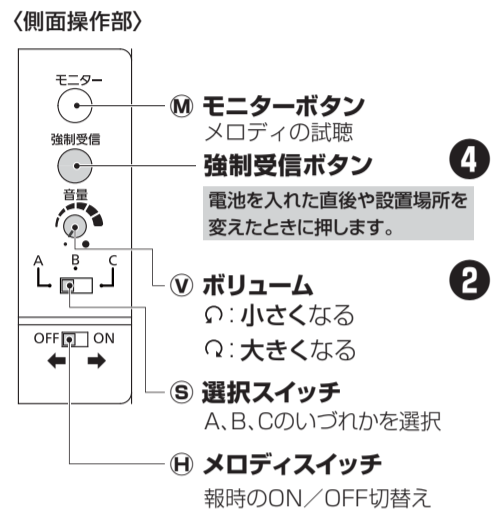 〈側面操作部〉
モニター
Ⓜ モニターボタン
メロディの試聴
強制受信
強制受信ボタン ❹
電池を入れた直後や設置場所を
変えたときに押します。
音量
A B C
Ⓥ ボリューム ❷
: 小さくなる
: 大きくなる
OFF ON
Ⓢ 選択スイッチ
A、B、Cのいづれかを選択
Ⓗ メロディスイッチ
報時のON／OFF切替え